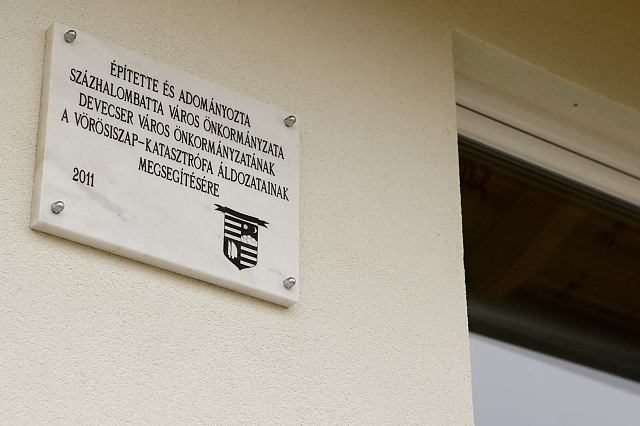 ÉPÍTETTE ÉS ADOMÁNYOZTA
SZÁZHALOMBATTA VÁROS ÖNKORMÁNYZATA
DEVECSER VÁROS ÖNKORMÁNYZATÁNAK
A VÖRÖSISZAP-KATASZTRÓFA ÁLDOZATAINAK
MEGSEGÍTÉSÉRE
2011